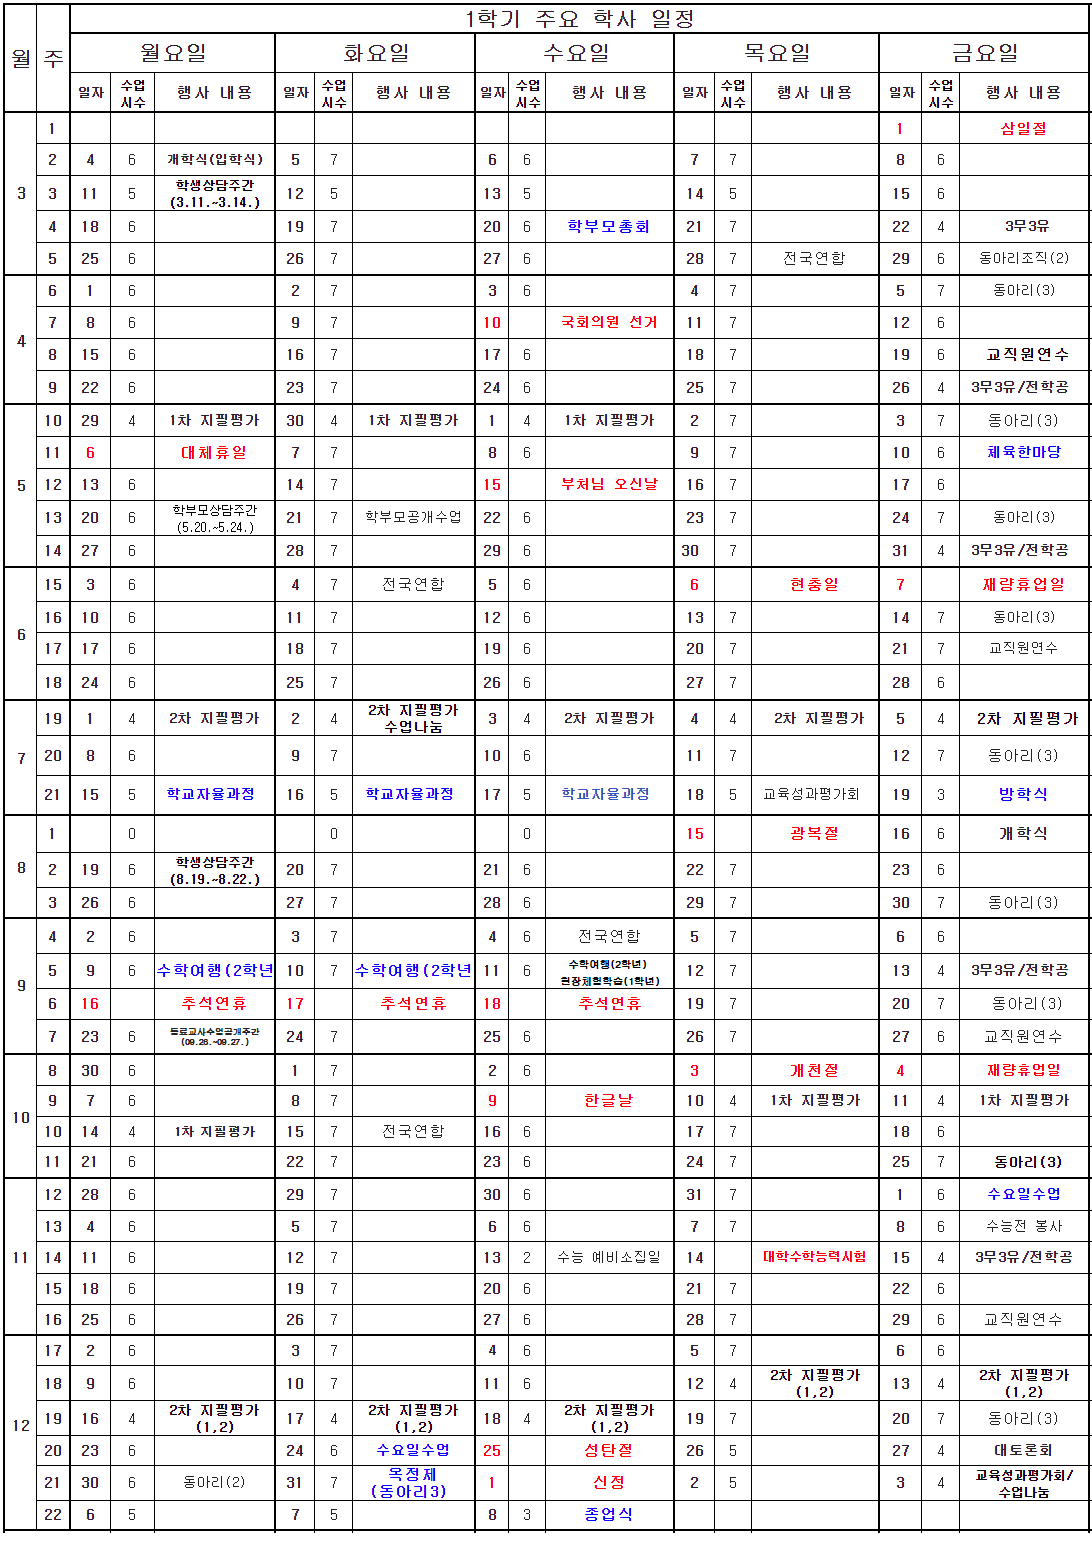 1학기 주요 학사 일정
월 주 월요일 화요일 수요일 목요일 금요일
일자 수업시수 행사 내용 일자 수업시수 행사 내용 일자 수업시수 행사 내용 일자 수업시수 행사 내용 일자 수업시수 행사 내용
3
1 1 삼일절
2 4 6 개학식(입학식) 5 7 6 6 7 7 8 6
3 11 5 학생상담주간 (3.11.~3.14.) 12 5 13 5 14 5 15 6
4 18 6 19 7 20 6 학부모총회 21 7 22 4 3무3유
5 25 6 26 7 27 6 28 7 전국연합 29 6 동아리조직(2)
4
6 1 6 2 7 3 6 4 7 5 7 동아리(3)
7 8 6 9 7 10 국회의원 선거 11 7 12 6
8 15 6 16 7 17 6 18 7 19 6 교직원연수
9 22 6 23 7 24 6 25 7 26 4 3무3유/전학공
5
10 29 4 1차 지필평가 30 4 1차 지필평가 1 4 1차 지필평가 2 7 3 7 동아리(3)
11 6 대체휴일 7 7 8 6 9 7 10 6 체육한마당
12 13 6 14 7 15 부처님 오신날 16 7 17 6
13 20 6 학부모상담주간 (5.20.~5.24.) 21 7 학부모공개수업 22 6 23 7 24 7 동아리(3)
14 27 6 28 7 29 6 30 7 31 4 3무3유/전학공
6
15 3 6 4 7 전국연합 5 6 6 현충일 7 재량휴업일
16 10 6 11 7 12 6 13 7 14 7 동아리(3)
17 17 6 18 7 19 6 20 7 21 7 교직원연수
18 24 6 25 7 26 6 27 7 28 6
7
19 1 4 2차 지필평가 2 4 2차 지필평가 수업나눔 3 4 2차 지필평가 4 4 2차 지필평가 5 4 2차 지필평가
20 8 6 9 7 10 6 11 7 12 7 동아리(3)
21 15 5 학교자율과정 16 5 학교자율과정 17 5 학교자율과정 18 5 교육성과평가회 19 3 방학식
8
1 0 0 0 15 광복절 16 6 개학식
2 19 6 학생상담주간 (8.19.~8.22.) 20 7 21 6 22 7 23 6
3 26 6 27 7 28 6 29 7 30 7 동아리(3)
9
4 2 6 3 7 4 6 전국연합 5 7 6 6
5 9 6 수학여행(2학년 10 7 수학여행(2학년 11 6 수학여행(2학년) 현장체험학습(1학년) 12 7 13 4 3무3유/전학공
6 16 추석연휴 17 추석연휴 18 추석연휴 19 7 20 7 동아리(3)
7 23 6 동료교사수업공개주간 (09.26.~09.27.) 24 7 25 6 26 7 27 6 교직원연수
10
8 30 6 1 7 2 6 3 개천절 4 재량휴업일
9 7 6 8 7 9 한글날 10 4 1차 지필평가 11 4 1차 지필평가
10 14 4 1차 지필평가 15 7 전국연합 16 6 17 7 18 6
11 21 6 22 7 23 6 24 7 25 7 동아리(3)
11
12 28 6 29 7 30 6 31 7 1 6 수요일수업
13 4 6 5 7 6 6 7 7 8 6 수능전 봉사
14 11 6 12 7 13 2 수능 예비소집일 14 대학수학능력시험 15 4 3무3유/전학공
15 18 6 19 7 20 6 21 7 22 6
16 25 6 26 7 27 6 28 7 29 6 교직원연수
12
17 2 6 3 7 4 6 5 7 6 6
18 9 6 10 7 11 6 12 4 2차 지필평가 (1,2) 13 4 2차 지필평가 (1,2)
19 16 4 2차 지필평가 (1,2) 17 4 2차 지필평가 (1,2) 18 4 2차 지필평가 (1,2) 19 7 20 7 동아리(3)
20 23 6 24 6 수요일수업 25 성탄절 26 5 27 4 대토론회
21 30 6 동아리(2) 31 7 옥정제 (동아리3) 1 신정 2 5 3 4 교육성과평가회/ 수업나눔
22 6 5 7 5 8 3 종업식